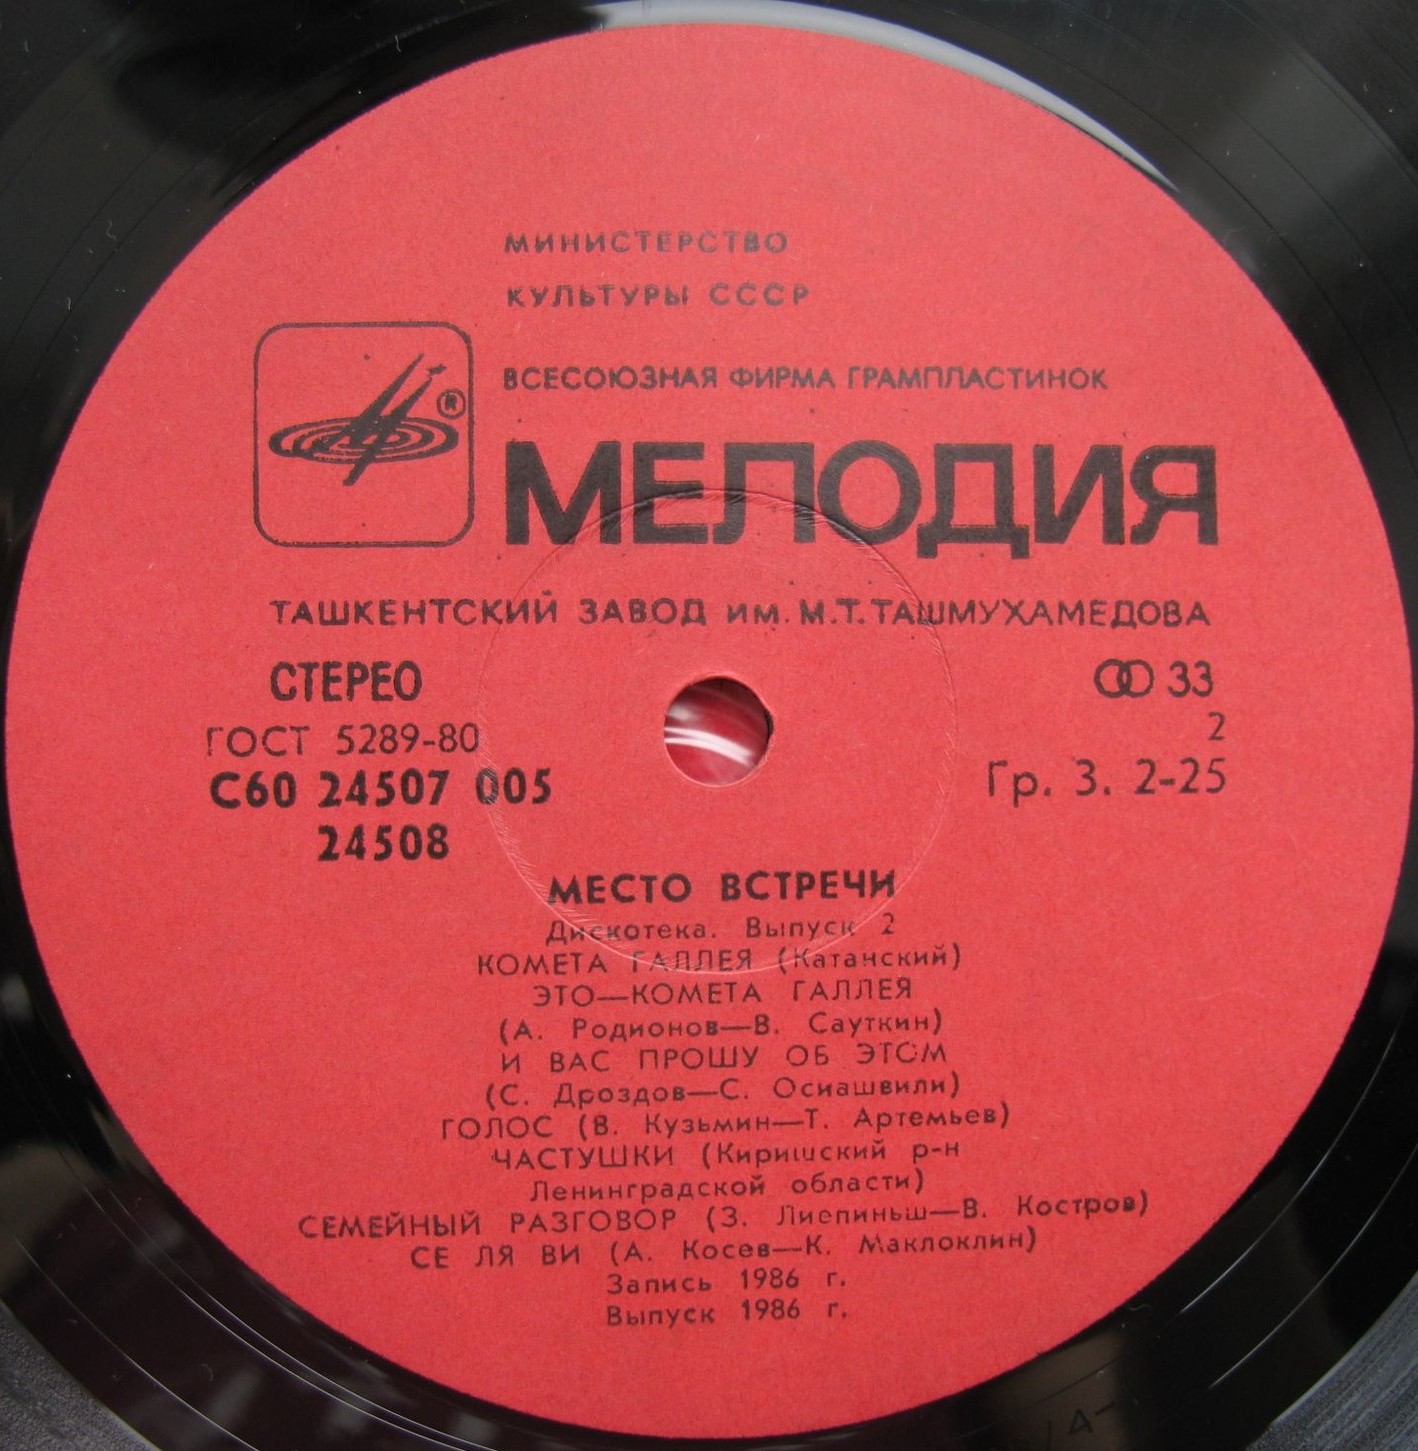 МИНИСТЕРСТВО
КУЛЬТУРЫ СССР
ВСЕСОЮЗНАЯ ФИРМА ГРАМПЛАСТИНОК
®
МЕЛОДИЯ
ТАШКЕНТСКИЙ ЗАВОД им. М.Т.ТАШМУХАМЕДОВА
СТЕРЕО
33
ГОСТ 5289-80
2
С60 24507 005
Гр. 3. 2-25
24508
МЕСТО ВСТРЕЧИ
Дискотека. Выпуск 2
КОМЕТА ГАЛЛЕЯ (Катанский)
ЭТО—КОМЕТА ГАЛЛЕЯ
(А. Родионов—В. Сауткин)
И ВАС ПРОШУ ОБ ЭТОМ
(С. Дроздов—С. Осиашвили)
ГОЛОС (В. Кузьмин—Т. Артемьев)
ЧАСТУШКИ (Киришский р-н
Ленинградской области)
СЕМЕЙНЫЙ РАЗГОВОР (З. Лиепиньш—В. Костров)
СЕ ЛЯ ВИ (А. Косев—К. Маклоклин)
Запись 1986 г.
Выпуск 1986 г.